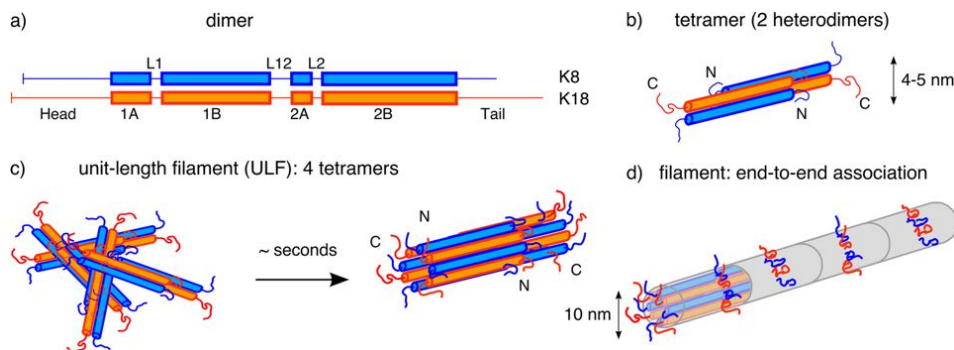 a) dimer
L1 L12 L2
K8
K18
Head 1A 1B 2A 2B Tail
b) tetramer (2 heterodimers)
N
C
4-5 nm
C
N
c) unit-length filament (ULF): 4 tetramers
N
C
~ seconds
C
N
d) filament: end-to-end association
10 nm